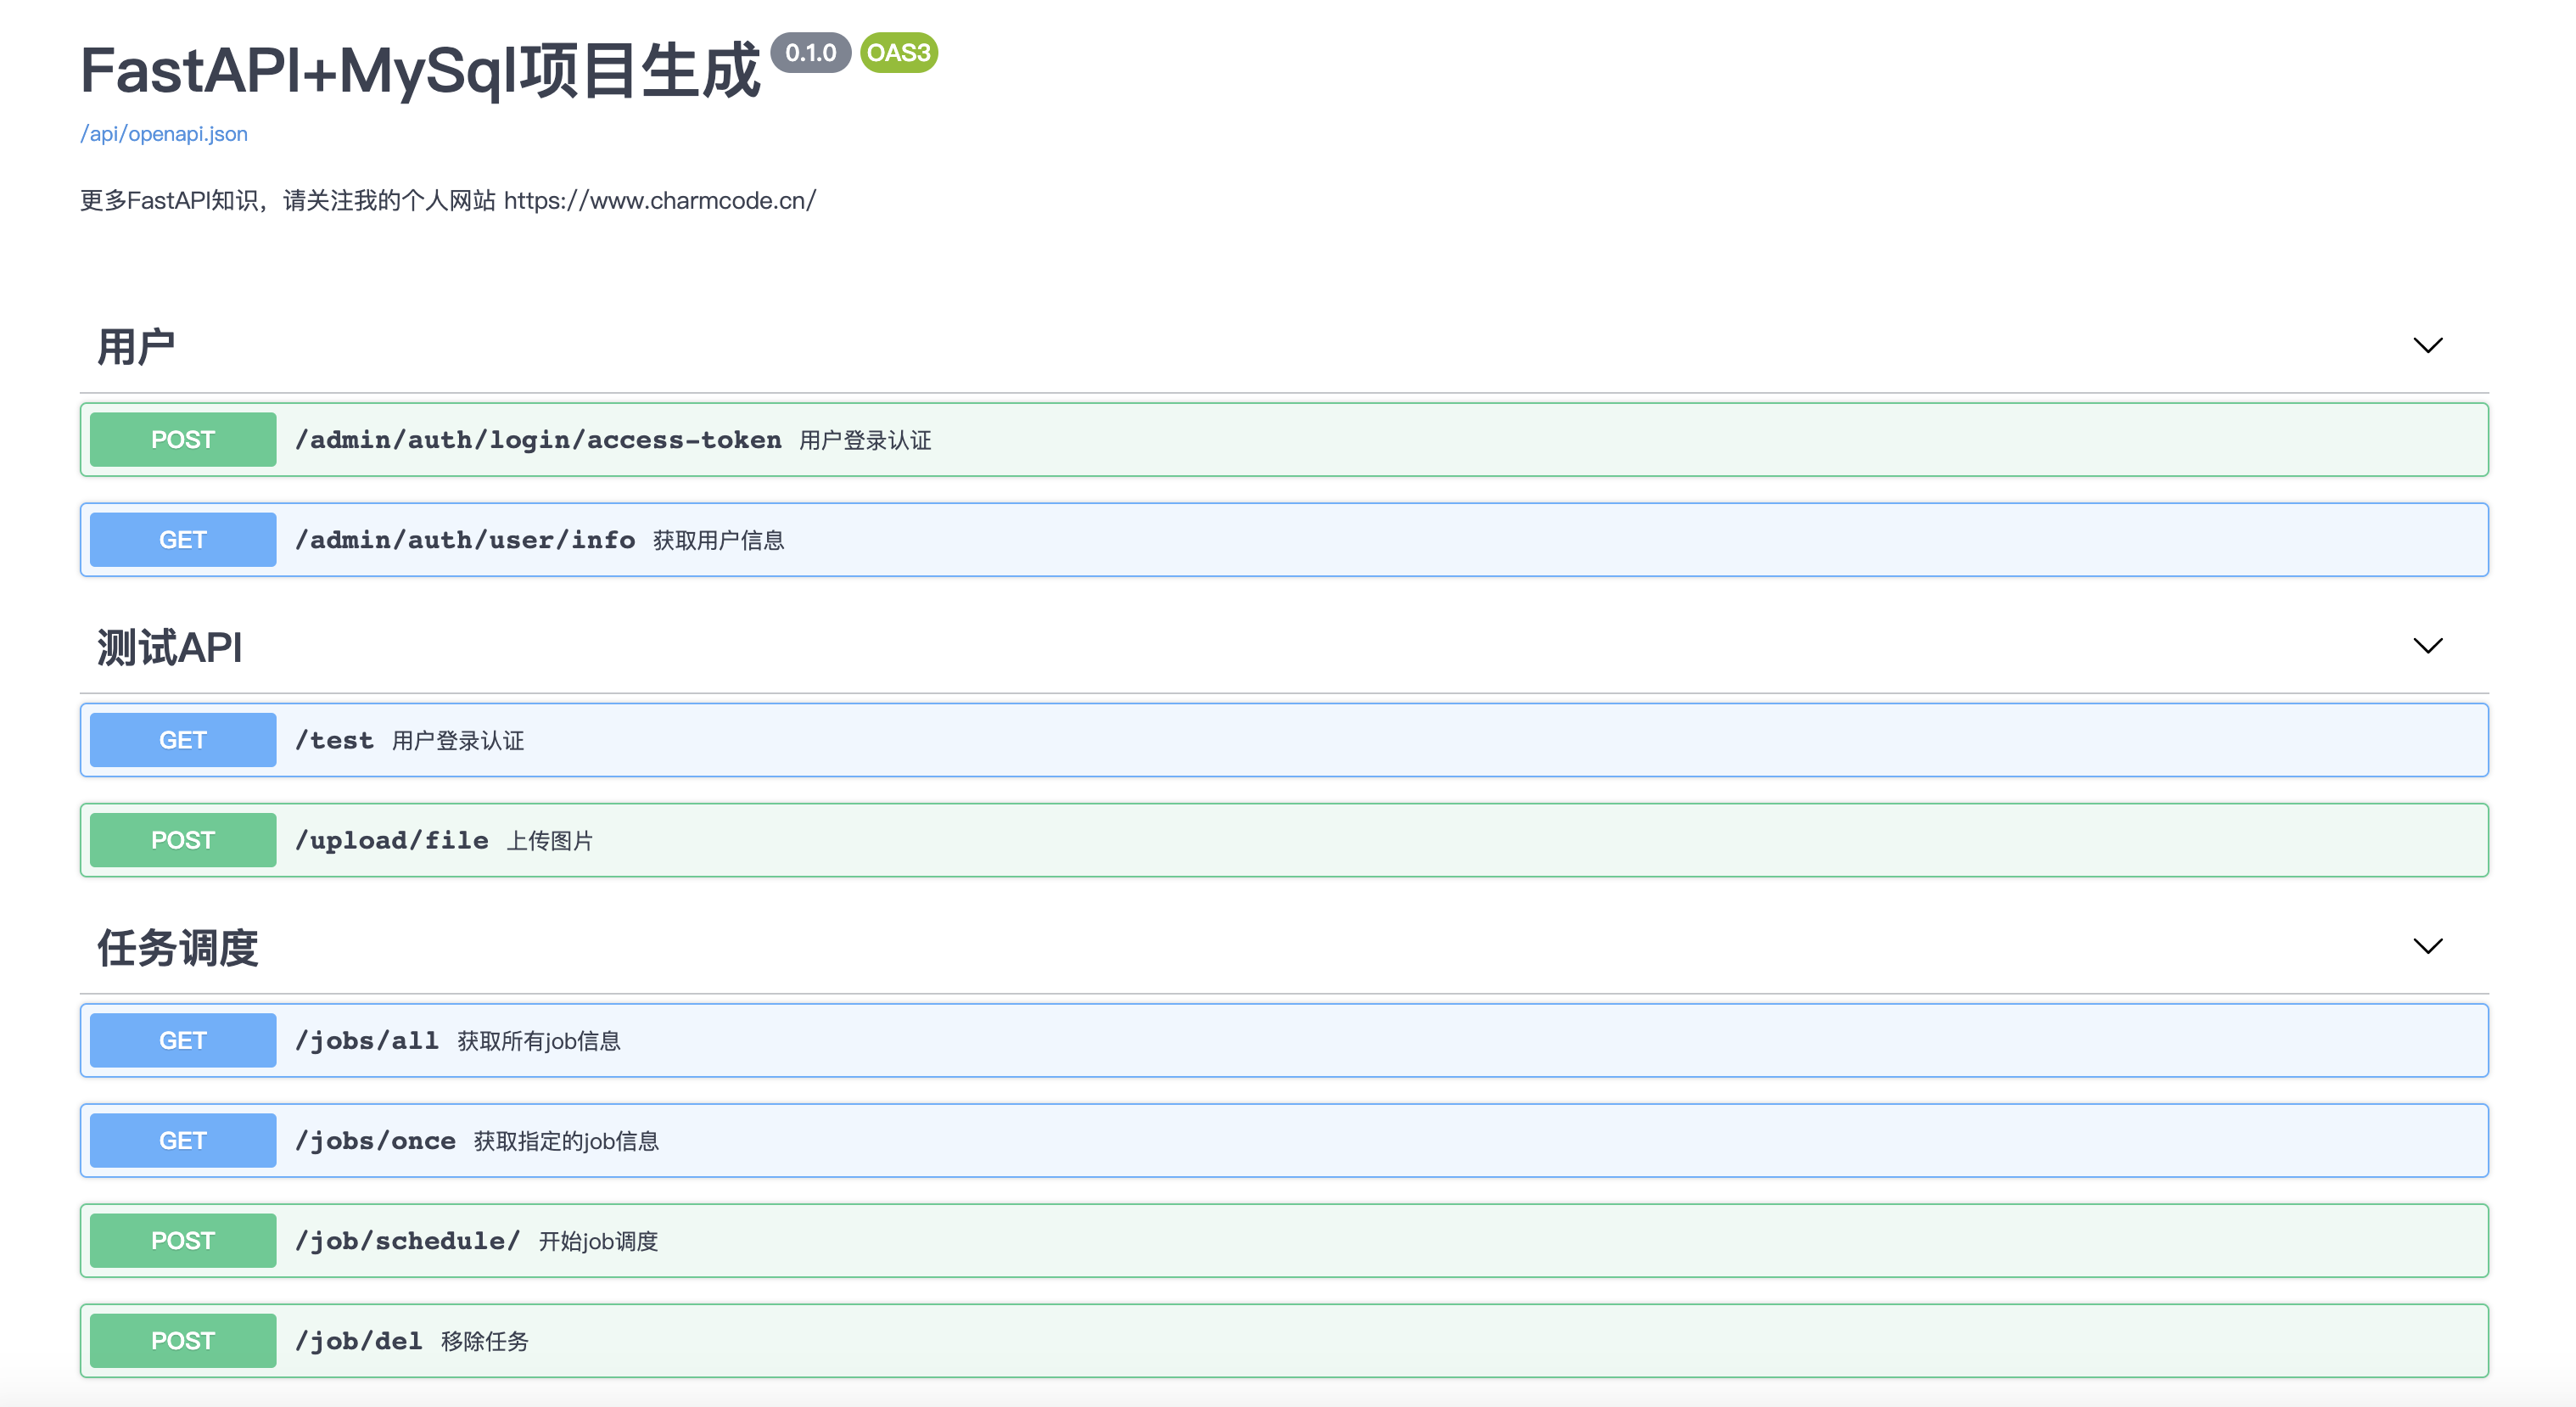 FastAPI+MySql项目生成 0.1.0 OAS3
/api/openapi.json
更多FastAPI知识，请关注我的个人网站 https://www.charmcode.cn/
用户
POST /admin/auth/login/access-token 用户登录认证
GET /admin/auth/user/info 获取用户信息
测试API
GET /test 用户登录认证
POST /upload/file 上传图片
任务调度
GET /jobs/all 获取所有job信息
GET /jobs/once 获取指定的job信息
POST /job/schedule/ 开始job调度
POST /job/del 移除任务